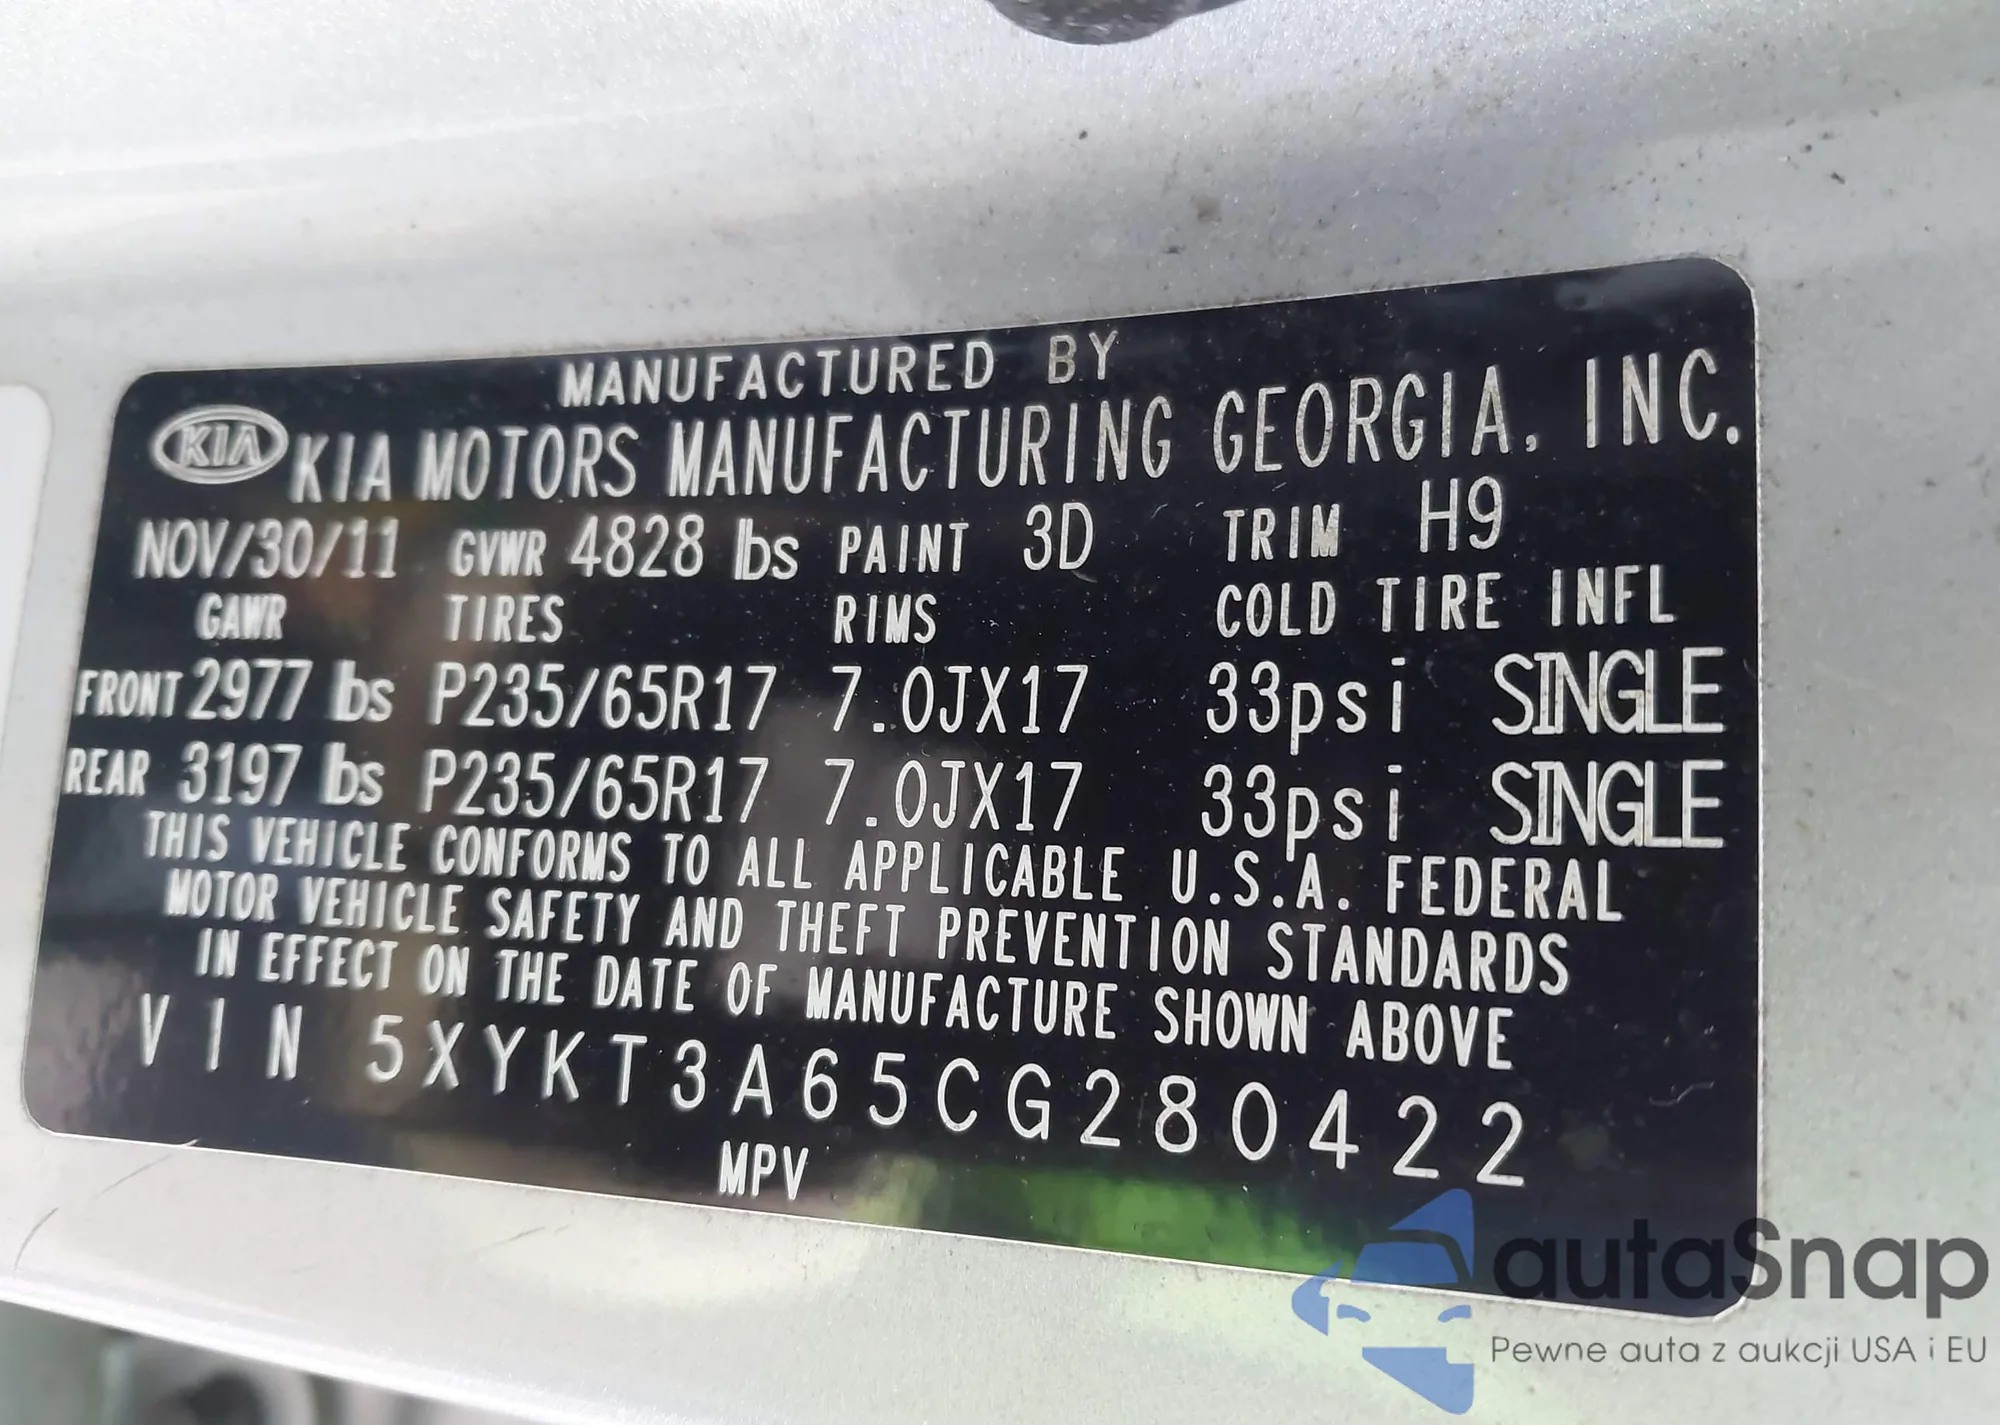 MANUFACTURED BY
KIA KIA MOTORS MANUFACTURING GEORGIA, INC.
NOV/30/11 GVWR 4828 lbs PAINT 3D TRIM H9
GAWR TIRES RIMS COLD TIRE INFL
FRONT 2977 lbs P235/65R17 7.0JX17 33psi SINGLE
REAR 3197 lbs P235/65R17 7.0JX17 33psi SINGLE
THIS VEHICLE CONFORMS TO ALL APPLICABLE U.S.A. FEDERAL
MOTOR VEHICLE SAFETY AND THEFT PREVENTION STANDARDS
IN EFFECT ON THE DATE OF MANUFACTURE SHOWN ABOVE
VIN 5XYKT3A65CG280422
MPV
autaSnap
Pewne auta z aukcji USA i EU